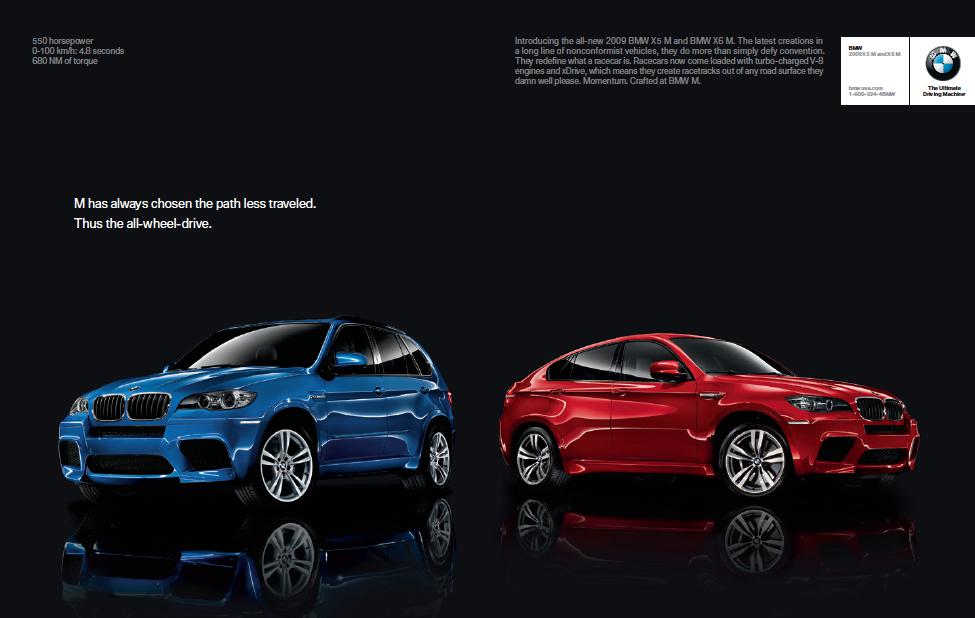 550 horsepower
0-100 km/h: 4.8 seconds
680 NM of torque
Introducing the all-new 2009 BMW X5 M and BMW X6 M. The latest creations in
a long line of nonconformist vehicles, they do more than simply defy convention.
They redefine what a racecar is. Racecars now come loaded with turbo-charged V-8
engines and xDrive, which means they create racetracks out of any road surface they
damn well please. Momentum. Crafted at BMW M.
BMW
2009 X5 M and X6 M
bmwusa.com
1-800-334-4BMW
BMW
The Ultimate
Driving Machine
M has always chosen the path less traveled.
Thus the all-wheel-drive.